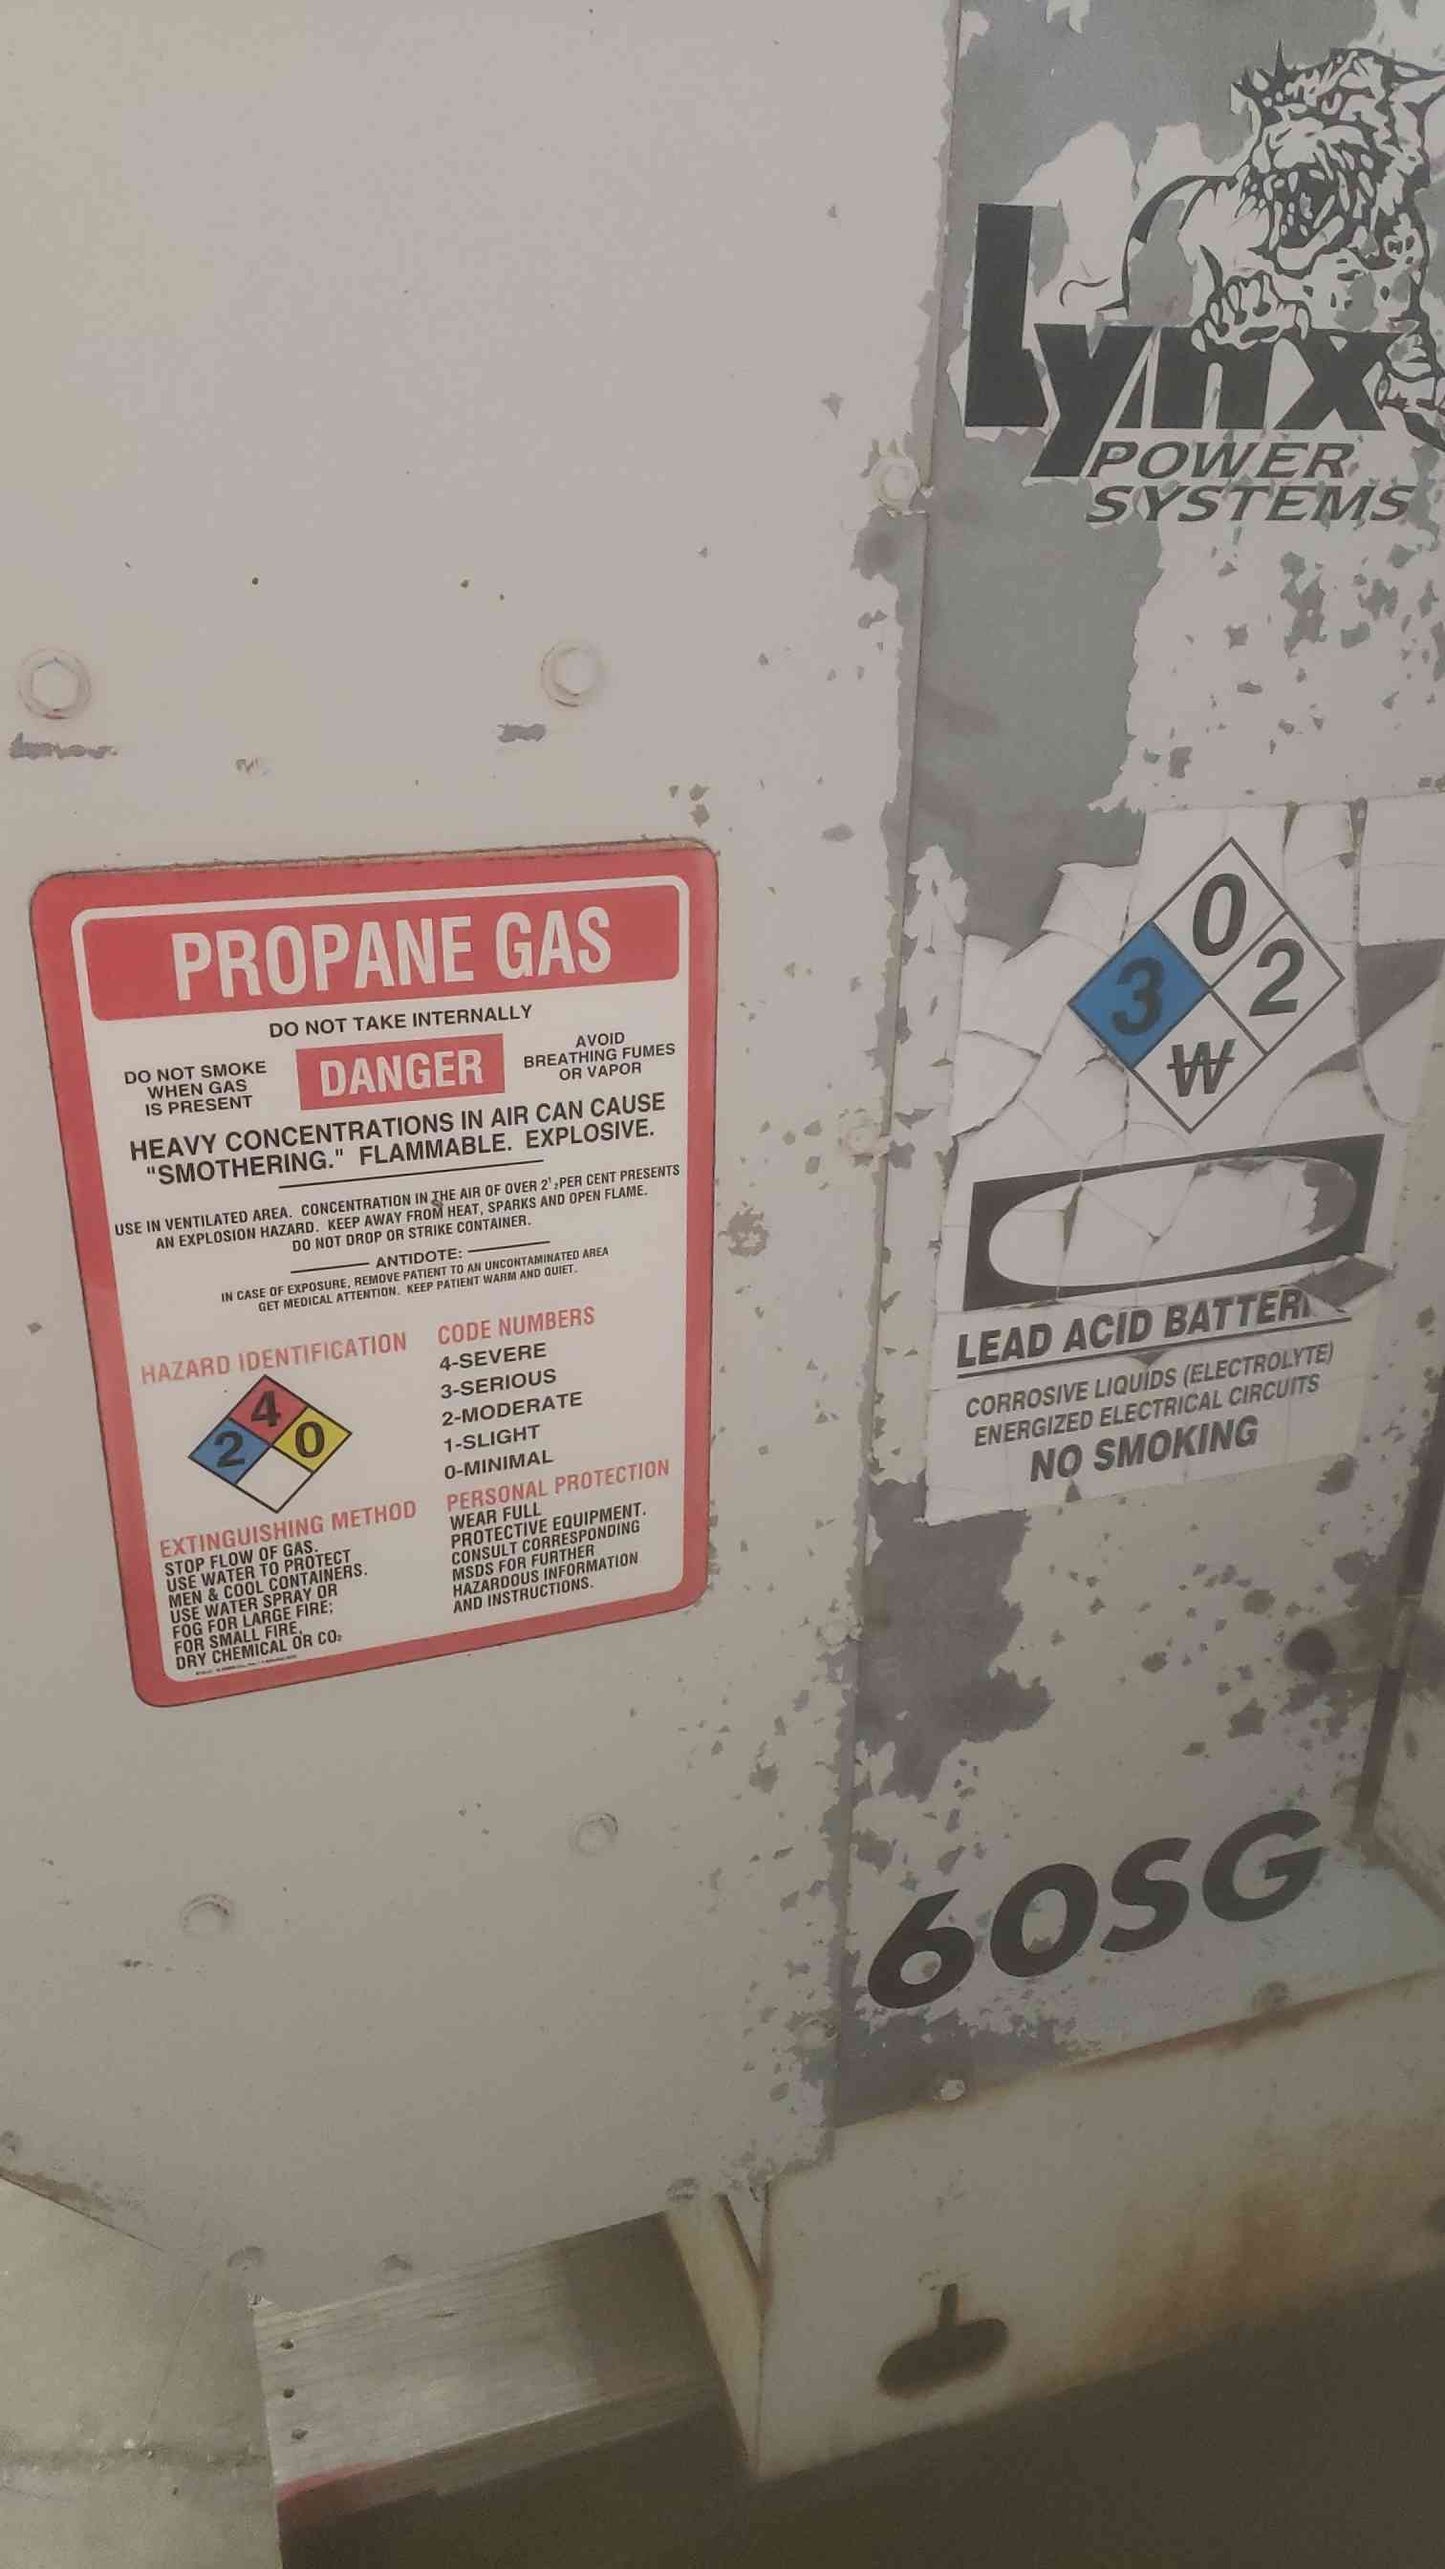 Lynx
POWER
SYSTEMS
PROPANE GAS
DO NOT TAKE INTERNALLY
DO NOT SMOKE
WHEN GAS
IS PRESENT
DANGER
AVOID
BREATHING FUMES
OR VAPOR
HEAVY CONCENTRATIONS IN AIR CAN CAUSE
"SMOTHERING." FLAMMABLE. EXPLOSIVE.
USE IN VENTILATED AREA. CONCENTRATION IN THE AIR OF OVER 2½ PER CENT PRESENTS
AN EXPLOSION HAZARD. KEEP AWAY FROM HEAT, SPARKS AND OPEN FLAME.
DO NOT DROP OR STRIKE CONTAINER.
ANTIDOTE:
IN CASE OF EXPOSURE, REMOVE PATIENT TO AN UNCONTAMINATED AREA
GET MEDICAL ATTENTION. KEEP PATIENT WARM AND QUIET.
HAZARD IDENTIFICATION
4
2 0
CODE NUMBERS
4-SEVERE
3-SERIOUS
2-MODERATE
1-SLIGHT
0-MINIMAL
EXTINGUISHING METHOD
STOP FLOW OF GAS.
USE WATER TO PROTECT
MEN & COOL CONTAINERS.
USE WATER SPRAY OR
FOG FOR LARGE FIRE;
FOR SMALL FIRE,
DRY CHEMICAL OR CO₂
PERSONAL PROTECTION
WEAR FULL
PROTECTIVE EQUIPMENT.
CONSULT CORRESPONDING
MSDS FOR FURTHER
HAZARDOUS INFORMATION
AND INSTRUCTIONS.
0
3 2
W
LEAD ACID BATTERI
CORROSIVE LIQUIDS (ELECTROLYTE)
ENERGIZED ELECTRICAL CIRCUITS
NO SMOKING
60SG